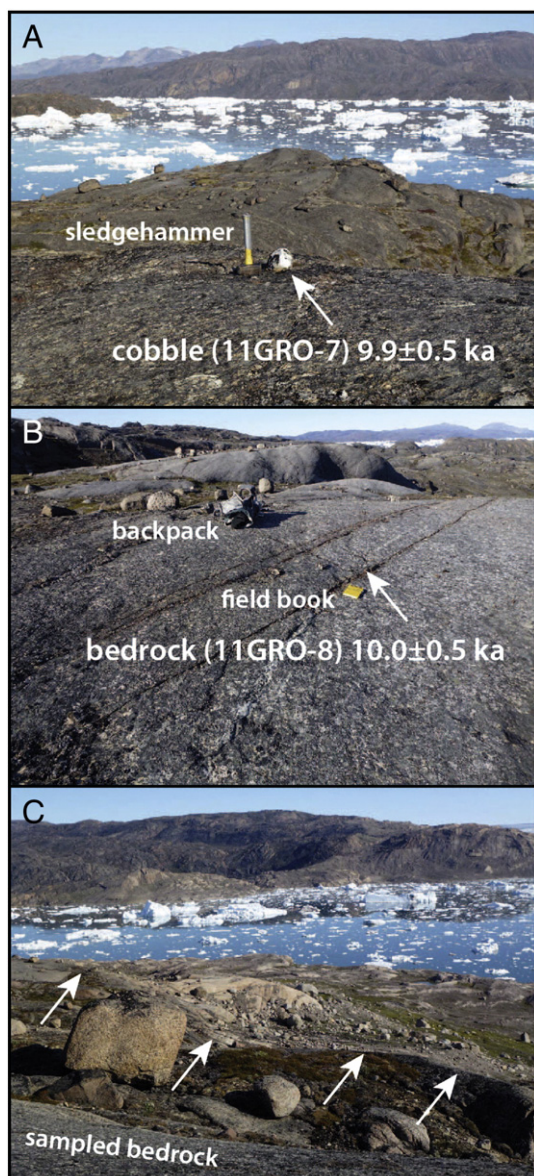 A
sledgehammer
cobble (11GRO-7) 9.9±0.5 ka
B
backpack
field book
bedrock (11GRO-8) 10.0±0.5 ka
C
sampled bedrock